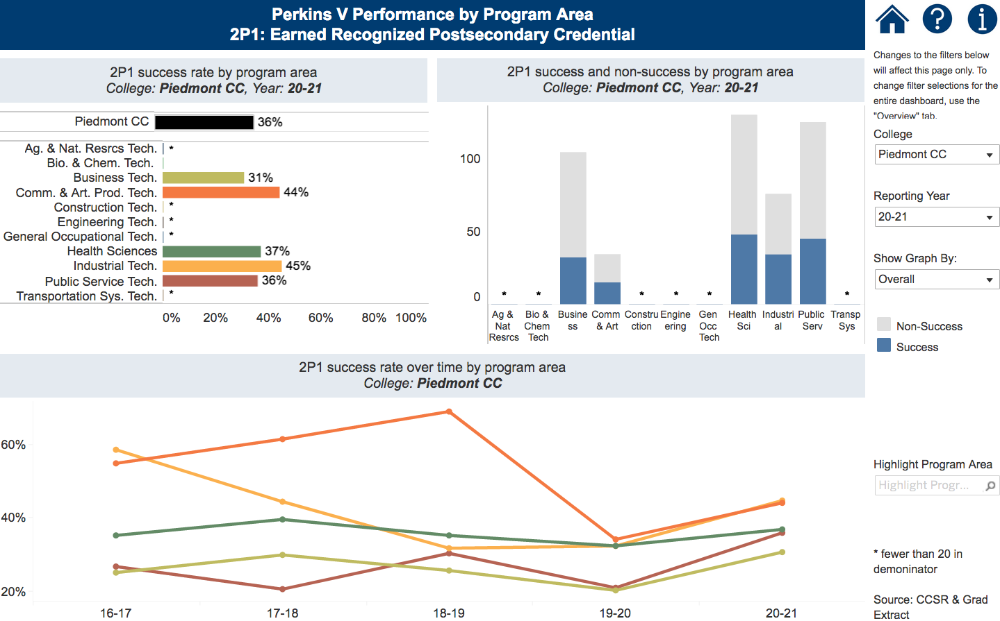 Perkins V Performance by Program Area
2P1: Earned Recognized Postsecondary Credential
2P1 success rate by program area
College: Piedmont CC, Year: 20-21
Piedmont CC 36%
Ag. & Nat. Resrcs Tech. *
Bio. & Chem. Tech.
Business Tech. 31%
Comm. & Art. Prod. Tech. 44%
Construction Tech. *
Engineering Tech. *
General Occupational Tech. *
Health Sciences 37%
Industrial Tech. 45%
Public Service Tech. 36%
Transportation Sys. Tech. *
0% 20% 40% 60% 80% 100%
2P1 success and non-success by program area
College: Piedmont CC, Year: 20-21
100
50
0
* * * * * *
Ag & Bio & Busine Comm Constru Engine Gen Health Industri Public Transp
Nat Chem ss & Art ction ering Occ Sci al Serv Sys
Resrcs Tech Tech
2P1 success rate over time by program area
College: Piedmont CC
60%
40%
20%
16-17 17-18 18-19 19-20 20-21
Changes to the filters below
will affect this page only. To
change filter selections for the
entire dashboard, use the
"Overview" tab.
College
Piedmont CC
Reporting Year
20-21
Show Graph By:
Overall
Non-Success
Success
Highlight Program Area
Highlight Progr...
* fewer than 20 in
demoninator
Source: CCSR & Grad
Extract